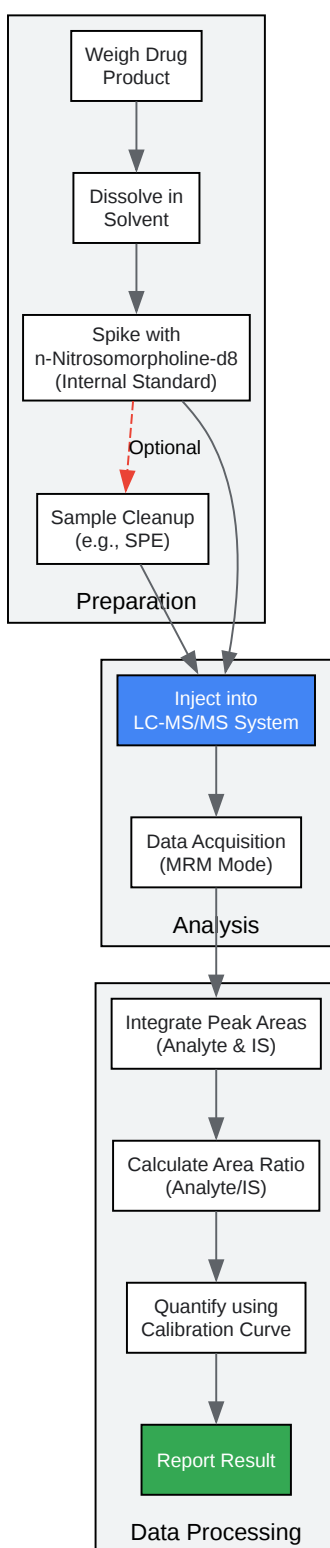 Weigh Drug
Product
Dissolve in
Solvent
Spike with
n-Nitrosomorpholine-d8
(Internal Standard)
Optional
Sample Cleanup
(e.g., SPE)
Preparation
Inject into
LC-MS/MS System
Data Acquisition
(MRM Mode)
Analysis
Integrate Peak Areas
(Analyte & IS)
Calculate Area Ratio
(Analyte/IS)
Quantify using
Calibration Curve
Report Result
Data Processing